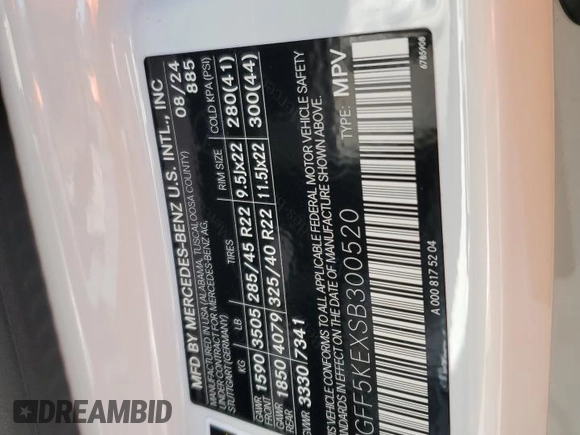 MFD BY MERCEDES-BENZ U.S. INTL., INC
MANUFACTURED IN USA (ALABAMA, TUSCALOOSA COUNTY)
UNDER CONTRACT FOR MERCEDES-BENZ AG,
STUTTGART (GERMANY)
08/24
885
KG LB TIRES RIM SIZE COLD KPA (PSI)
GAWR FRONT 1590 3505 285/45 R22 9.5Jx22 280(41)
GAWR REAR 1850 4079 325/40 R22 11.5Jx22 300(44)
GVWR 3330 7341
THIS VEHICLE CONFORMS TO ALL APPLICABLE FEDERAL MOTOR VEHICLE SAFETY
STANDARDS IN EFFECT ON THE DATE OF MANUFACTURE SHOWN ABOVE.
GFF5KEXSB300520
TYPE: MPV
A 000 817 52 04
DREAMBID